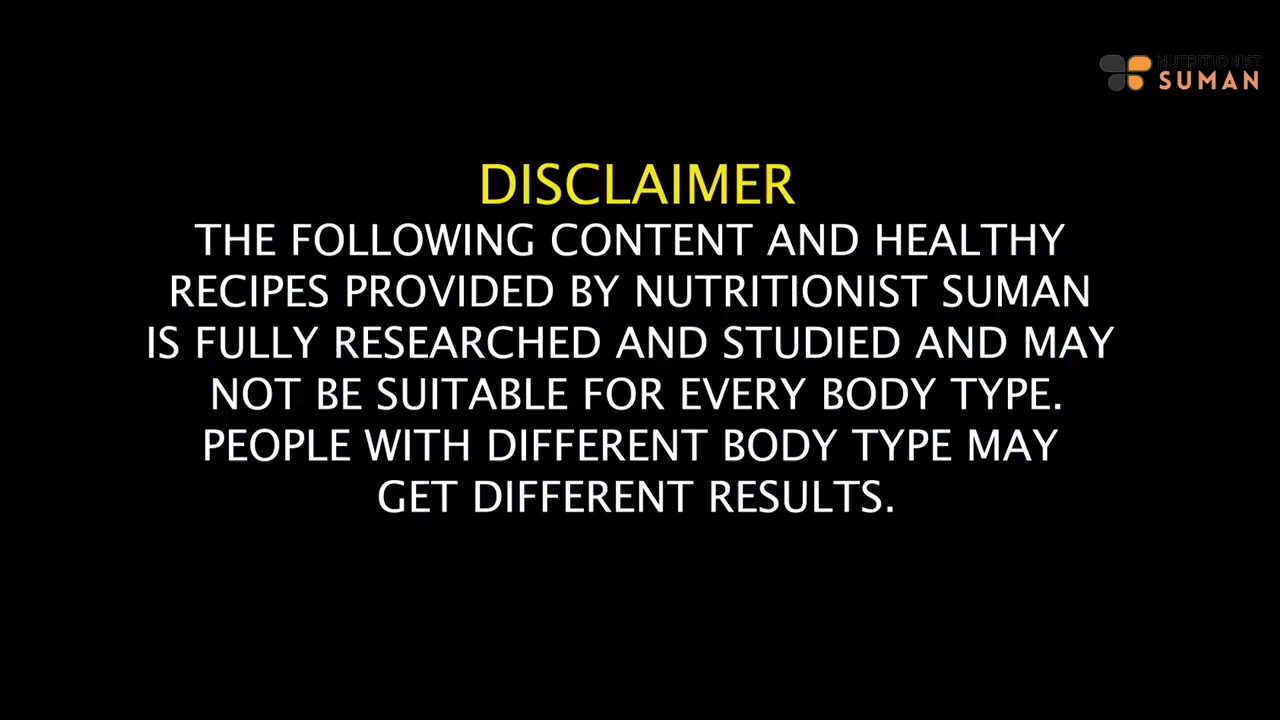 NUTRITIONIST
SUMAN
DISCLAIMER
THE FOLLOWING CONTENT AND HEALTHY
RECIPES PROVIDED BY NUTRITIONIST SUMAN
IS FULLY RESEARCHED AND STUDIED AND MAY
NOT BE SUITABLE FOR EVERY BODY TYPE.
PEOPLE WITH DIFFERENT BODY TYPE MAY
GET DIFFERENT RESULTS.